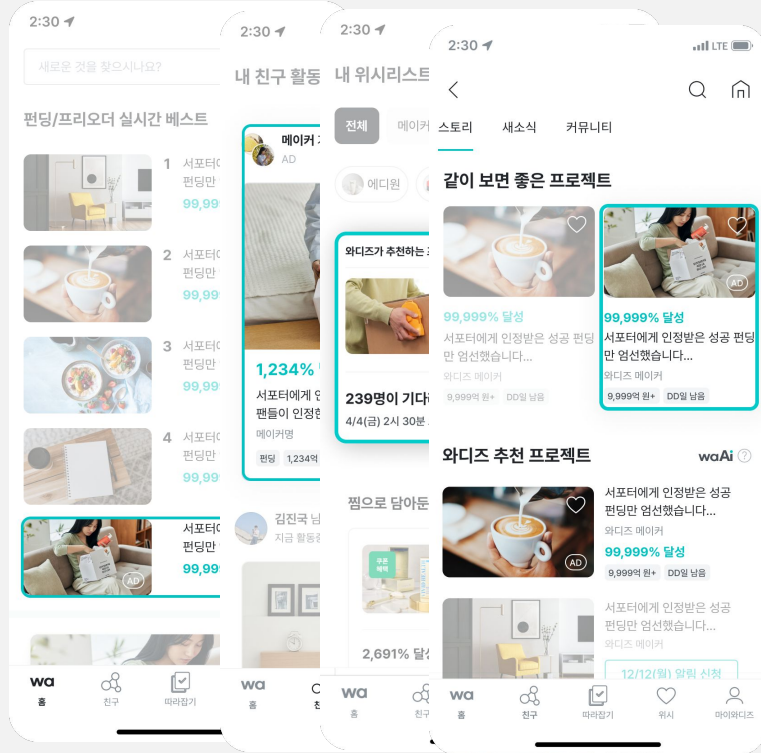 2:30
새로운 것을 찾으시나요?
펀딩/프리오더 실시간 베스트
1
서포터
펀딩만
99,99
2
서포터
펀딩만
99,99
3
서포터
펀딩만
99,99
4
서포터
펀딩만
99,99
서포터
펀딩만
99,99
AD
wa
홈
친구
따라잡기
2:30
내 친구 활동
메이커
AD
1,234%
서포터에게
팬들이 인정한
메이커명
펀딩
1,234억
김진국 님
지금 활동중
wa
홈
2:30
내 위시리스트
전체
메이커
에디원
와디즈가 추천하는
239명이 기다
4/4(금) 2시 30분
찜으로 담아둔
쿠폰
혜택
2,691% 달성
wa
홈
친구
2:30
LTE
스토리
새소식
커뮤니티
같이 보면 좋은 프로젝트
99,999% 달성
서포터에게 인정받은 성공 펀딩
만 엄선했습니다...
와디즈 메이커
9,999억 원+
DD일 남음
AD
99,999% 달성
서포터에게 인정받은 성공 펀딩
만 엄선했습니다...
와디즈 메이커
9,999억 원+
DD일 남음
와디즈 추천 프로젝트
waAi
?
AD
서포터에게 인정받은 성공
펀딩만 엄선했습니다...
와디즈 메이커
99,999% 달성
9,999억 원+
DD일 남음
서포터에게 인정받은 성공
펀딩만 엄선했습니다...
와디즈 메이커
12/12(월) 알림 신청
wa
홈
친구
따라잡기
위시
마이와디즈